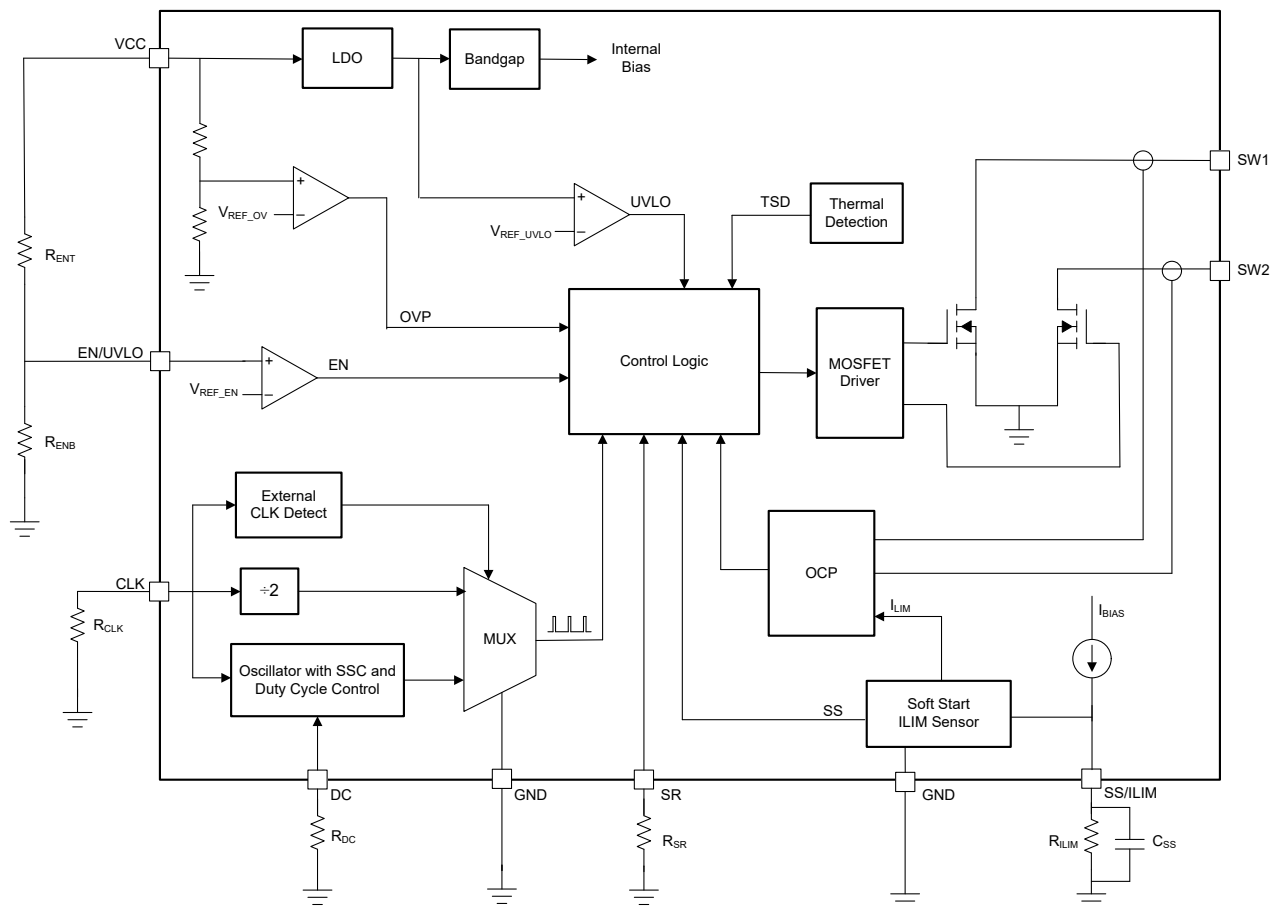 VCC
LDO
Bandgap
Internal
Bias
SW1
+
VREF_OV
−
+
UVLO
VREF_UVLO
−
TSD
Thermal
Detection
RENT
SW2
OVP
EN/UVLO
+
EN
VREF_EN
−
Control Logic
MOSFET
Driver
RENB
External
CLK Detect
CLK
÷2
OCP
RCLK
MUX
ILIM
IBIAS
Oscillator with SSC and
Duty Cycle Control
SS
Soft Start
ILIM Sensor
DC
GND
SR
GND
SS/ILIM
RDC
RSR
RILIM
CSS